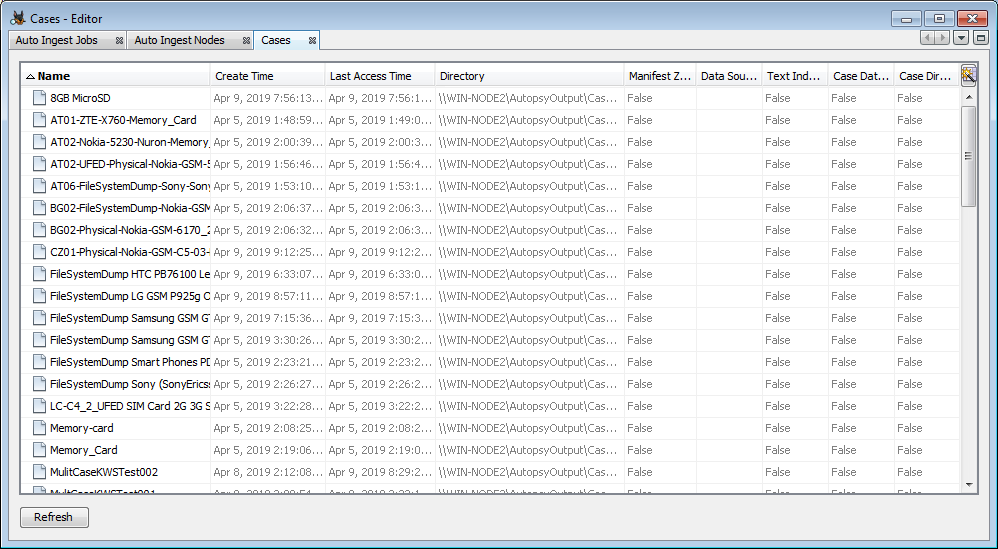 Cases - Editor
Auto Ingest Jobs Auto Ingest Nodes Cases
Name Create Time Last Access Time Directory Manifest Z... Data Sou... Text Ind... Case Dat... Case Dir...
8GB MicroSD Apr 9, 2019 7:56:13... Apr 9, 2019 7:56:1... \\WIN-NODE2\AutopsyOutput\Cas... False False False False
AT01-ZTE-X760-Memory_Card Apr 5, 2019 1:48:59... Apr 5, 2019 1:49:0... \\WIN-NODE2\AutopsyOutput\Cas... False False False False
AT02-Nokia-5230-Nuron-Memory_ Apr 5, 2019 2:00:39... Apr 5, 2019 2:00:3... \\WIN-NODE2\AutopsyOutput\Cas... False False False False
AT02-UFED-Physical-Nokia-GSM-5 Apr 5, 2019 1:56:46... Apr 5, 2019 1:56:4... \\WIN-NODE2\AutopsyOutput\Cas... False False False False
AT06-FileSystemDump-Sony-Sony Apr 5, 2019 1:53:10... Apr 5, 2019 1:53:1... \\WIN-NODE2\AutopsyOutput\Cas... False False False False
BG02-FileSystemDump-Nokia-GSM Apr 5, 2019 2:06:37... Apr 5, 2019 2:06:3... \\WIN-NODE2\AutopsyOutput\Cas... False False False False
BG02-Physical-Nokia-GSM-6170_2 Apr 5, 2019 2:06:32... Apr 5, 2019 2:06:3... \\WIN-NODE2\AutopsyOutput\Cas... False False False False
CZ01-Physical-Nokia-GSM-C5-03- Apr 9, 2019 9:12:25... Apr 9, 2019 9:12:2... \\WIN-NODE2\AutopsyOutput\Cas... False False False False
FileSystemDump HTC PB76100 Le Apr 9, 2019 6:33:07... Apr 9, 2019 6:33:0... \\WIN-NODE2\AutopsyOutput\Cas... False False False False
FileSystemDump LG GSM P925g O Apr 9, 2019 8:57:11... Apr 9, 2019 8:57:1... \\WIN-NODE2\AutopsyOutput\Cas... False False False False
FileSystemDump Samsung GSM G Apr 9, 2019 7:15:36... Apr 9, 2019 7:15:3... \\WIN-NODE2\AutopsyOutput\Cas... False False False False
FileSystemDump Samsung GSM G Apr 5, 2019 3:30:26... Apr 5, 2019 3:30:2... \\WIN-NODE2\AutopsyOutput\Cas... False False False False
FileSystemDump Smart Phones PD Apr 5, 2019 2:23:21... Apr 5, 2019 2:23:2... \\WIN-NODE2\AutopsyOutput\Cas... False False False False
FileSystemDump Sony (SonyEricss Apr 5, 2019 2:26:27... Apr 5, 2019 2:26:2... \\WIN-NODE2\AutopsyOutput\Cas... False False False False
LC-C4_2_UFED SIM Card 2G 3G S Apr 5, 2019 3:22:28... Apr 5, 2019 3:22:2... \\WIN-NODE2\AutopsyOutput\Cas... False False False False
Memory-card Apr 5, 2019 2:08:25... Apr 5, 2019 2:08:2... \\WIN-NODE2\AutopsyOutput\Cas... False False False False
Memory_Card Apr 5, 2019 2:19:06... Apr 5, 2019 2:19:0... \\WIN-NODE2\AutopsyOutput\Cas... False False False False
MulitCaseKWSTest002 Apr 8, 2019 2:12:08... Apr 9, 2019 8:29:2... \\WIN-NODE2\AutopsyOutput\Cas... False False False False
MulitCaseKWSTest001
Refresh